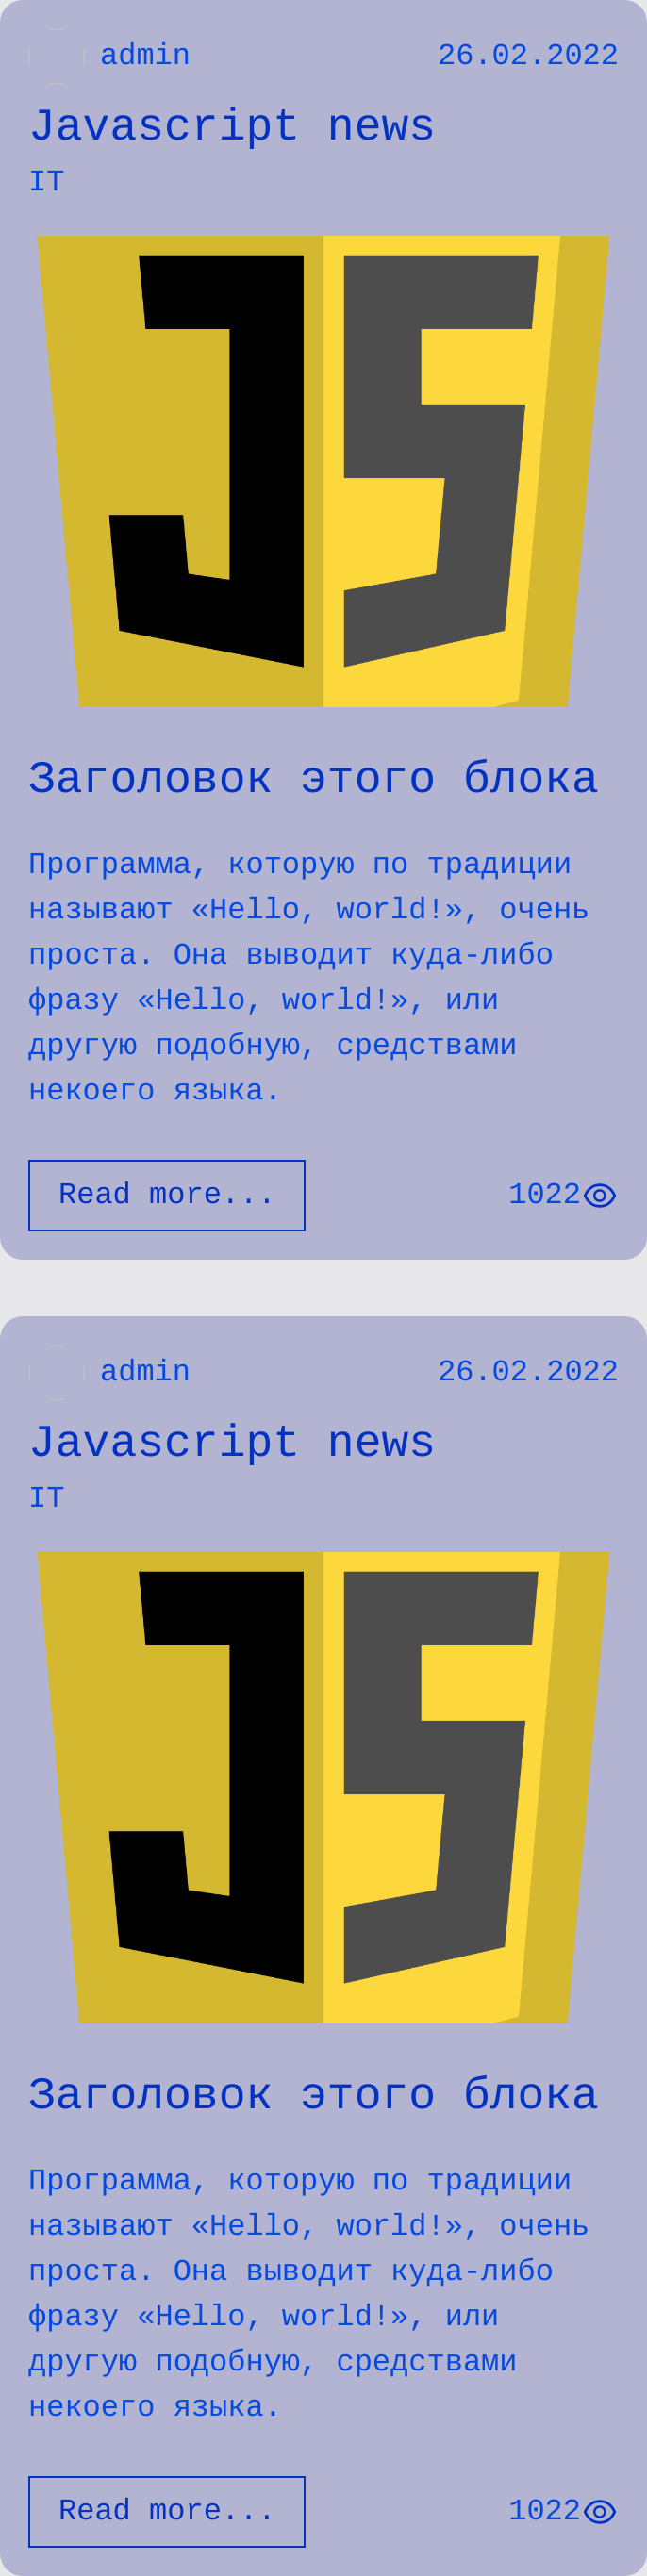 admin 26.02.2022
Javascript news
IT
JS
Заголовок этого блока
Программа, которую по традиции
называют «Hello, world!», очень
проста. Она выводит куда-либо
фразу «Hello, world!», или
другую подобную, средствами
некоего языка.
Read more... 1022
admin 26.02.2022
Javascript news
IT
JS
Заголовок этого блока
Программа, которую по традиции
называют «Hello, world!», очень
проста. Она выводит куда-либо
фразу «Hello, world!», или
другую подобную, средствами
некоего языка.
Read more... 1022